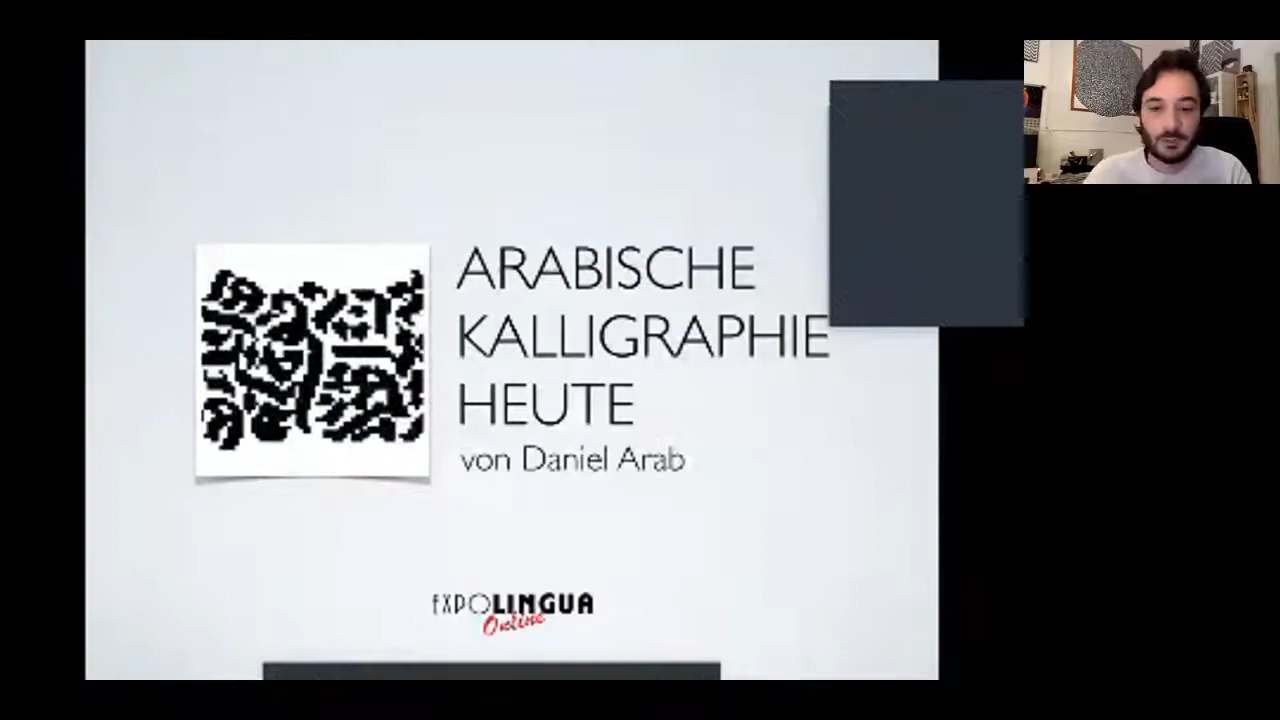 ARABISCHE
KALLIGRAPHIE
HEUTE
von Daniel Arab
EXPOLINGUA
Online